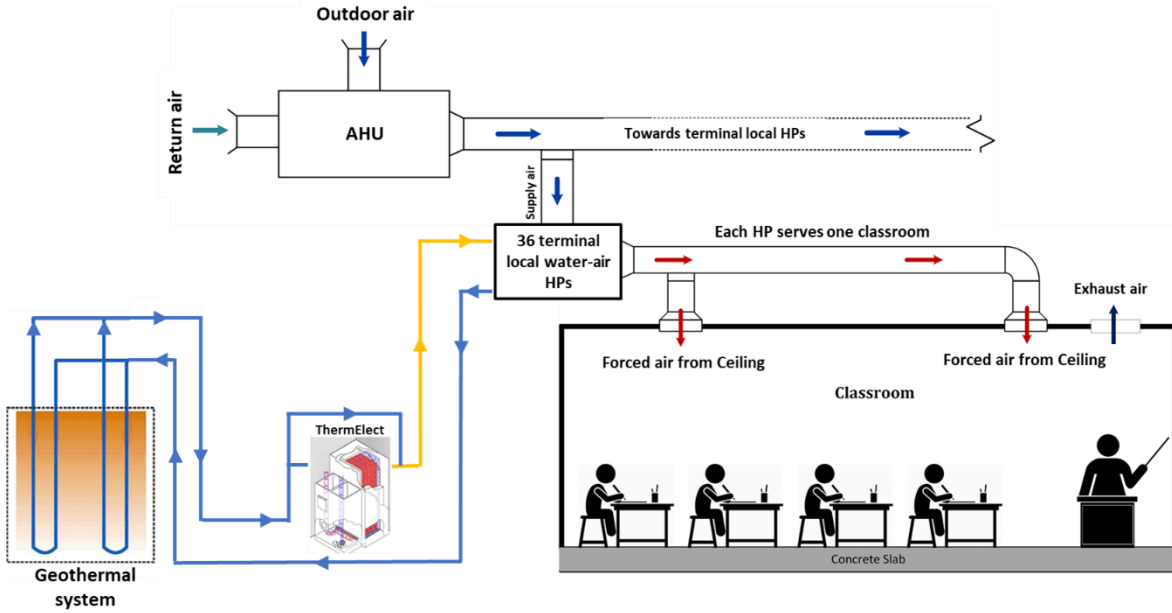 Outdoor air
Return air
AHU
Towards terminal local HPs
Supply air
36 terminal
local water-air
HPs
Each HP serves one classroom
Exhaust air
Forced air from Ceiling
Forced air from Ceiling
Classroom
ThermElect
Concrete Slab
Geothermal
system